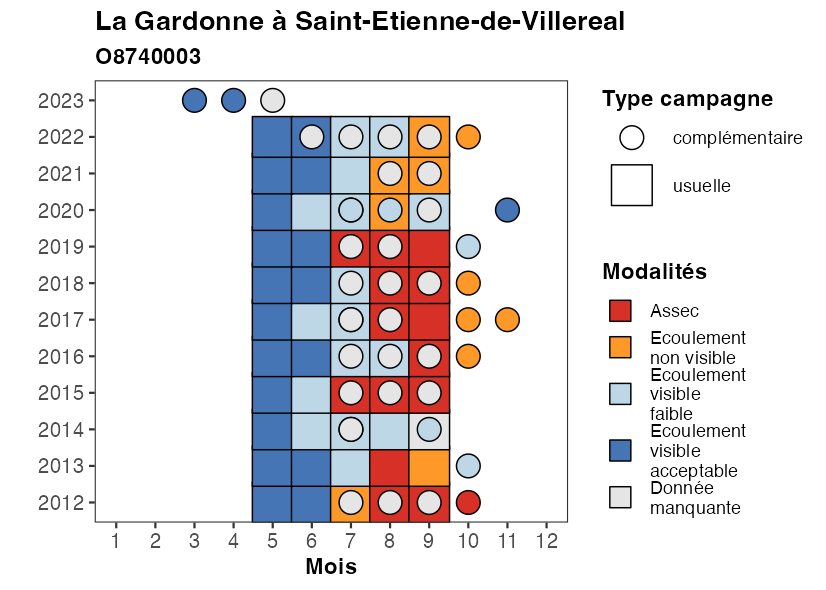 La Gardonne à Saint-Etienne-de-Villereal
O8740003
2023
2022
2021
2020
2019
2018
2017
2016
2015
2014
2013
2012
1 2 3 4 5 6 7 8 9 10 11 12
Mois
Type campagne
complémentaire
usuelle
Modalités
Assec
Ecoulement
non visible
Ecoulement
visible
faible
Ecoulement
visible
acceptable
Donnée
manquante